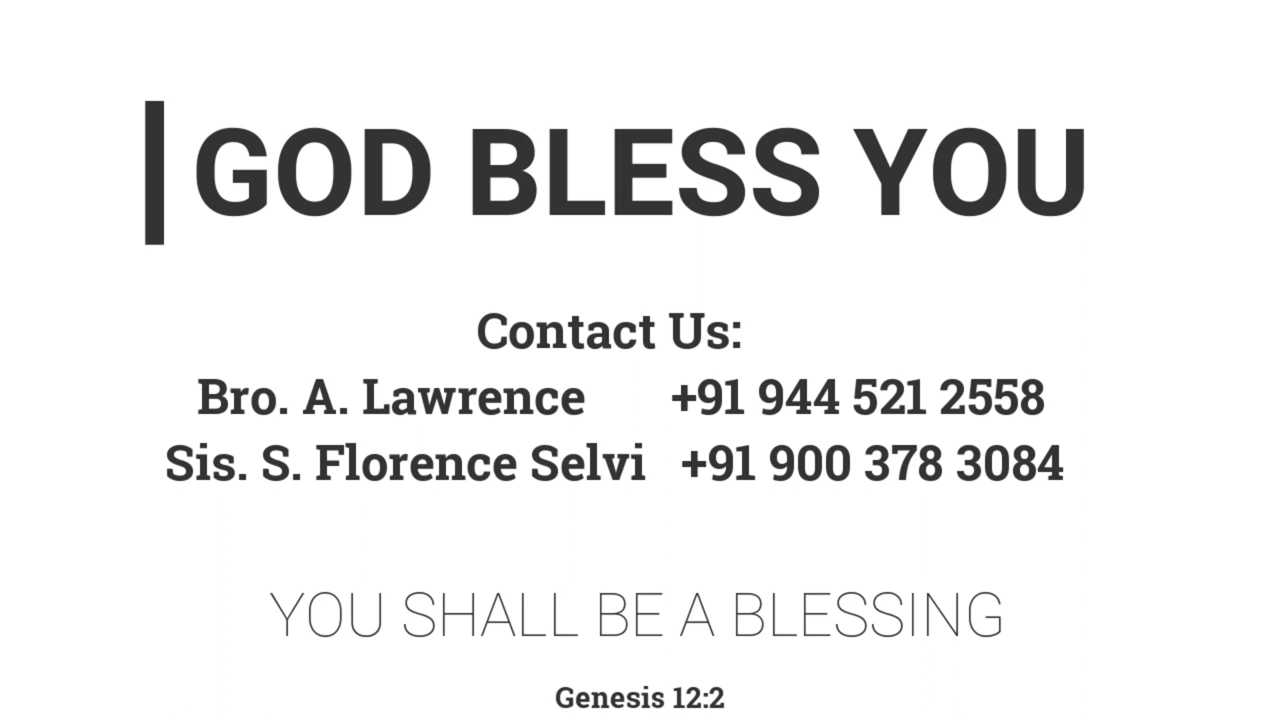 GOD BLESS YOU
Contact Us:
Bro. A. Lawrence +91 944 521 2558
Sis. S. Florence Selvi +91 900 378 3084
YOU SHALL BE A BLESSING
Genesis 12:2